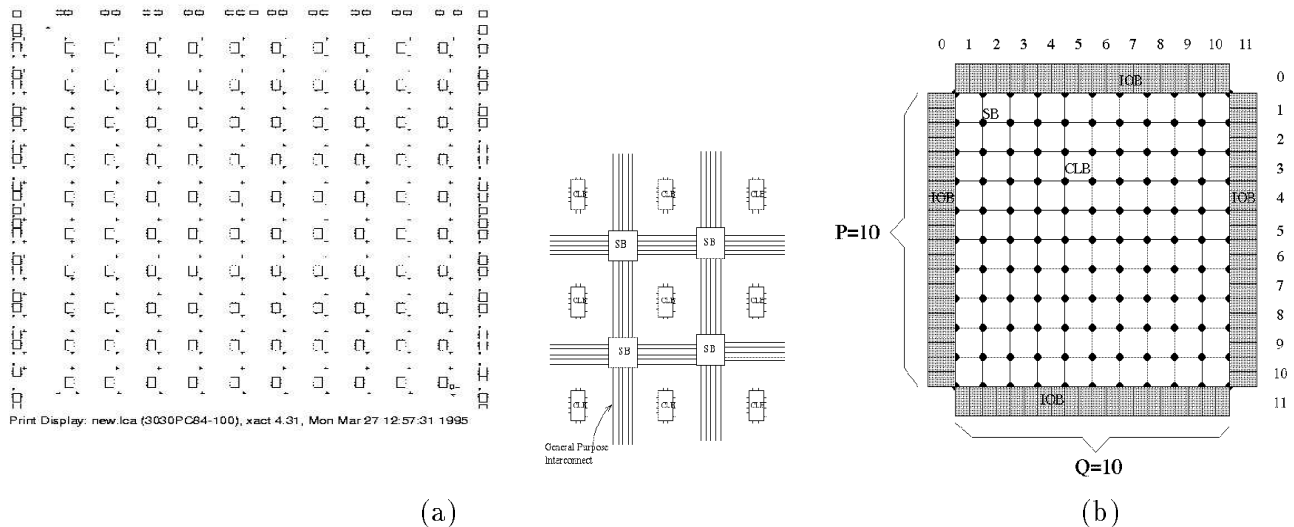 Print Display: new.lca (3030PC84-100), xact 4.31, Mon Mar 27 12:57:31 1995
(a)
CLB CLB CLB
SB SB
CLB CLB CLB
SB SB
CLB CLB CLB
General Purpose
Interconnect
0 1 2 3 4 5 6 7 8 9 10 11
IOB 0
SB 1
2
CLB 3
IOB IOB 4
P=10 5
6
7
8
9
10
IOB 11
Q=10
(b)